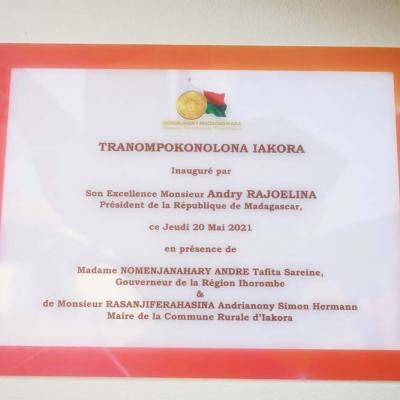 REPOBLIKAN'I MADAGASIKARA
TRANOMPOKONOLONA IAKORA
Inauguré par
Son Excellence Monsieur Andry RAJOELINA
Président de la République de Madagascar,
ce Jeudi 20 Mai 2021
en présence de
Madame NOMENJANAHARY ANDRE Tafita Sareine,
Gouverneur de la Région Ihorombe
&
de Monsieur RASANJIFERAHASINA Andrianony Simon Hermann
Maire de la Commune Rurale d'Iakora